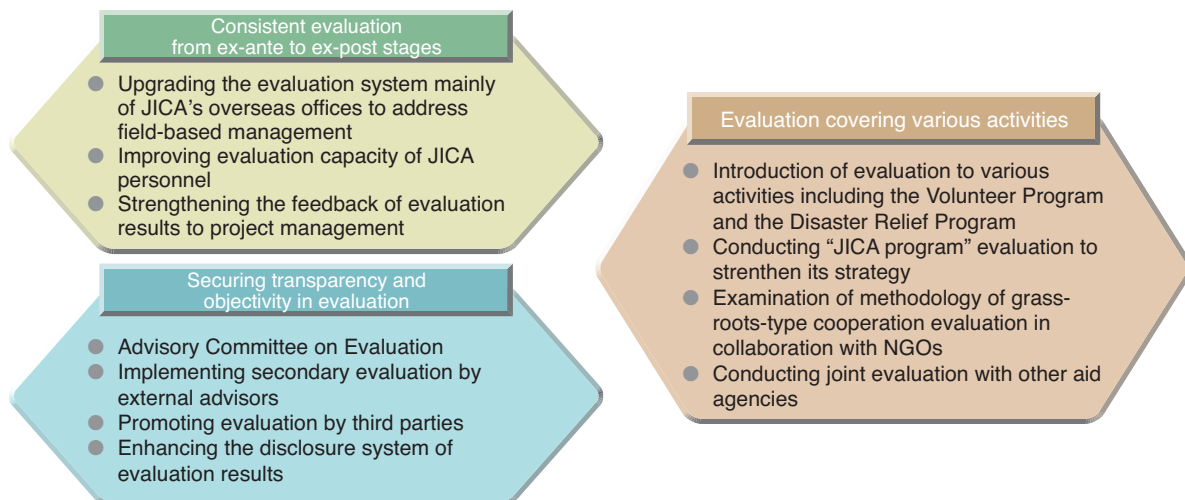 Consistent evaluation
from ex-ante to ex-post stages
● Upgrading the evaluation system mainly
of JICA's overseas offices to address
field-based management
● Improving evaluation capacity of JICA
personnel
● Strengthening the feedback of evaluation
results to project management
Securing transparency and
objectivity in evaluation
● Advisory Committee on Evaluation
● Implementing secondary evaluation by
external advisors
● Promoting evaluation by third parties
● Enhancing the disclosure system of
evaluation results
Evaluation covering various activities
● Introduction of evaluation to various
activities including the Volunteer Program
and the Disaster Relief Program
● Conducting “JICA program” evaluation to
strenthen its strategy
● Examination of methodology of grass-
roots-type cooperation evaluation in
collaboration with NGOs
● Conducting joint evaluation with other aid
agencies